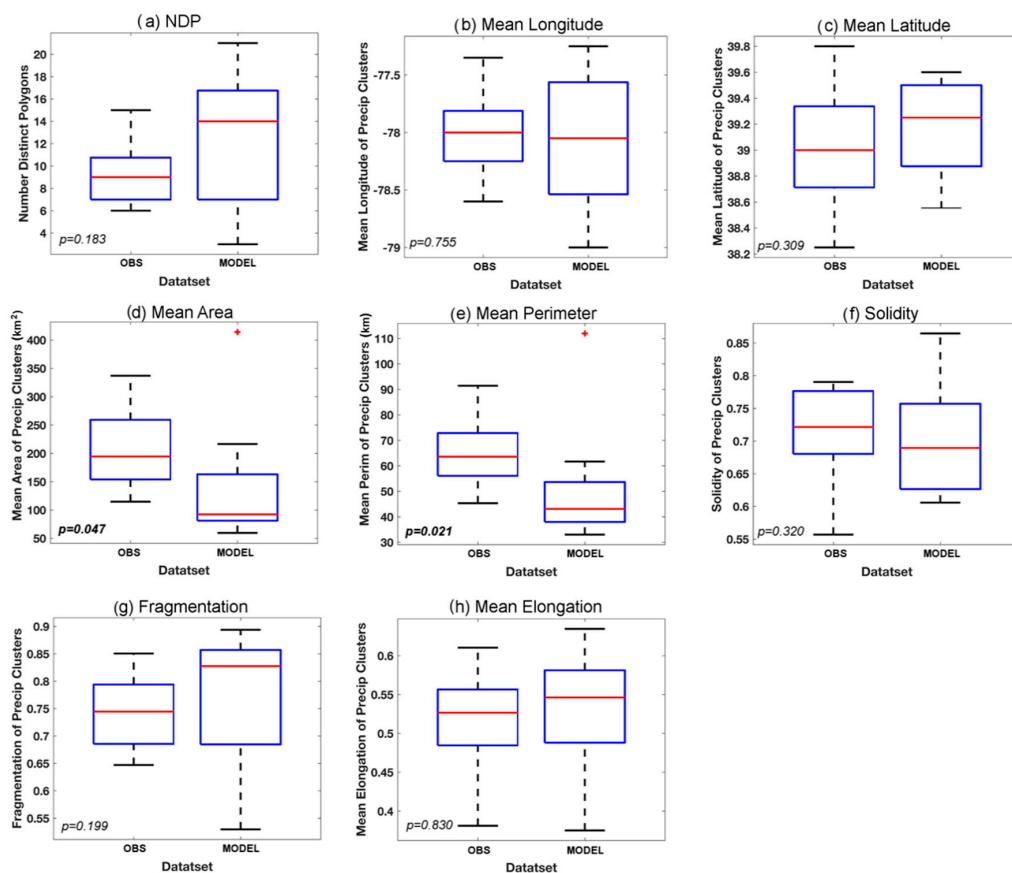 (a) NDP
Number Distinct Polygons
20
18
16
14
12
10
8
6
4
p=0.183
OBS
MODEL
Datatset
(b) Mean Longitude
Mean Longitude of Precip Clusters
-77.5
-78
-78.5
-79
p=0.755
OBS
MODEL
Datatset
(c) Mean Latitude
Mean Latitude of Precip Clusters
39.8
39.6
39.4
39.2
39
38.8
38.6
38.4
38.2
p=0.309
OBS
MODEL
Datatset
(d) Mean Area
Mean Area of Precip Clusters (km²)
400
350
300
250
200
150
100
50
p=0.047
OBS
MODEL
Datatset
(e) Mean Perimeter
Mean Perim of Precip Clusters (km)
110
100
90
80
70
60
50
40
30
p=0.021
OBS
MODEL
Datatset
(f) Solidity
Solidity of Precip Clusters
0.85
0.8
0.75
0.7
0.65
0.6
0.55
p=0.320
OBS
MODEL
Datatset
(g) Fragmentation
Fragmentation of Precip Clusters
0.9
0.85
0.8
0.75
0.7
0.65
0.6
0.55
p=0.199
OBS
MODEL
Datatset
(h) Mean Elongation
Mean Elongation of Precip Clusters
0.6
0.55
0.5
0.45
0.4
p=0.830
OBS
MODEL
Datatset